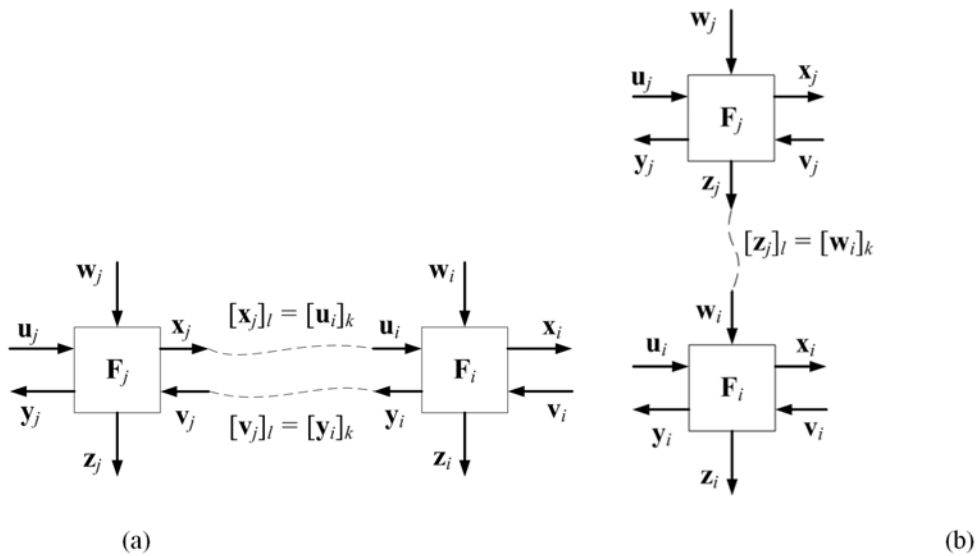 w_j
u_j
F_j
x_j
y_j
v_j
z_j
[x_j]_l = [u_i]_k
[v_j]_l = [y_i]_k
w_i
u_i
F_i
x_i
y_i
v_i
z_i
(a)
w_j
u_j
F_j
x_j
y_j
v_j
z_j
[z_j]_l = [w_i]_k
w_i
u_i
F_i
x_i
y_i
v_i
z_i
(b)